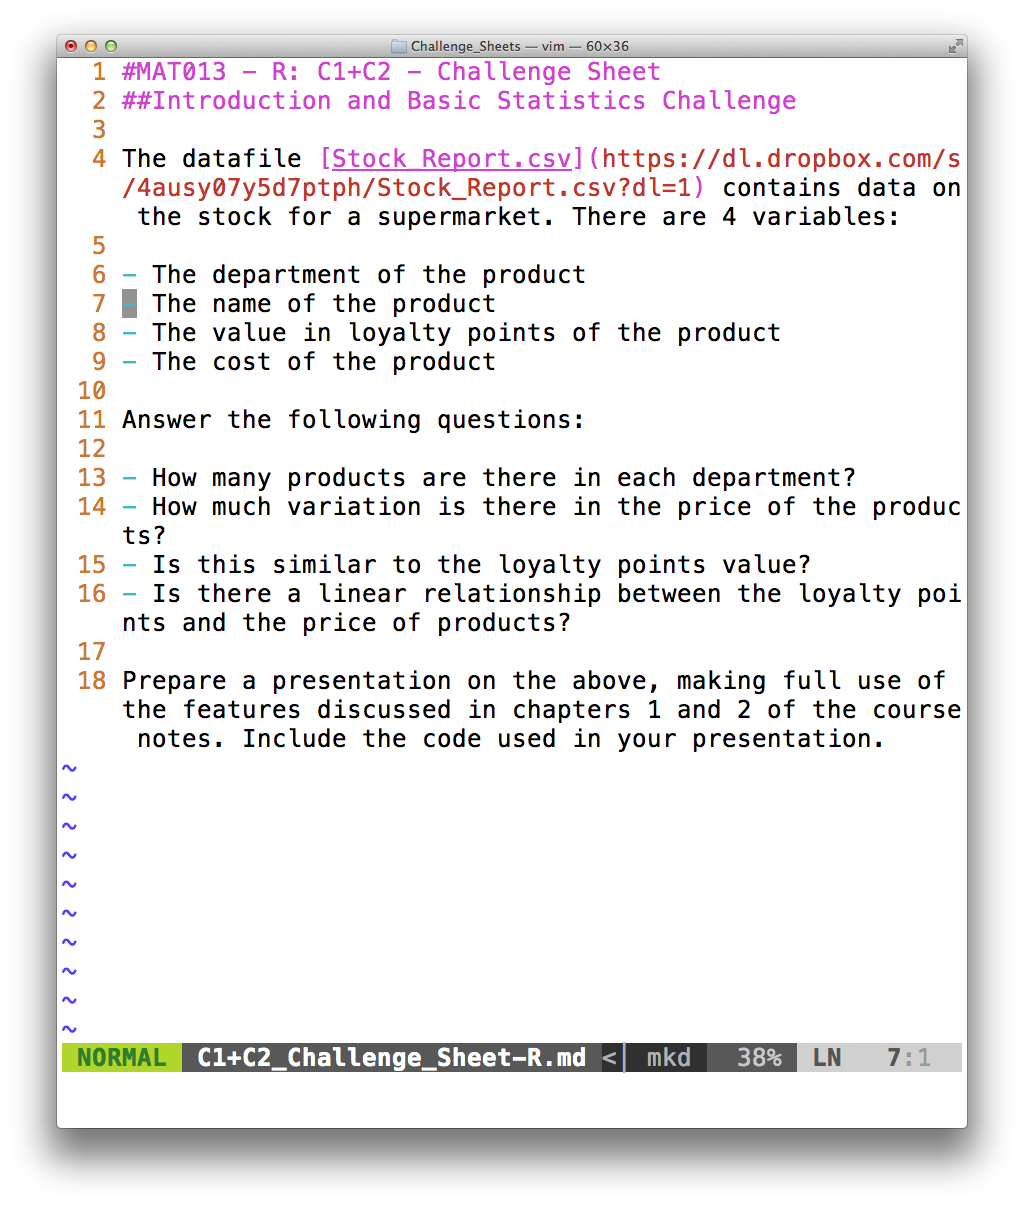 Challenge_Sheets — vim — 60×36
1 #MAT013 - R: C1+C2 - Challenge Sheet
2 ##Introduction and Basic Statistics Challenge
3
4 The datafile [Stock Report.csv](https://dl.dropbox.com/s
/4ausy07y5d7ptph/Stock_Report.csv?dl=1) contains data on
the stock for a supermarket. There are 4 variables:
5
6 - The department of the product
7 - The name of the product
8 - The value in loyalty points of the product
9 - The cost of the product
10
11 Answer the following questions:
12
13 - How many products are there in each department?
14 - How much variation is there in the price of the produc
ts?
15 - Is this similar to the loyalty points value?
16 - Is there a linear relationship between the loyalty poi
nts and the price of products?
17
18 Prepare a presentation on the above, making full use of
the features discussed in chapters 1 and 2 of the course
notes. Include the code used in your presentation.
~
~
~
~
~
~
~
~
~
~
NORMAL C1+C2_Challenge_Sheet-R.md <| mkd 38% LN 7:1